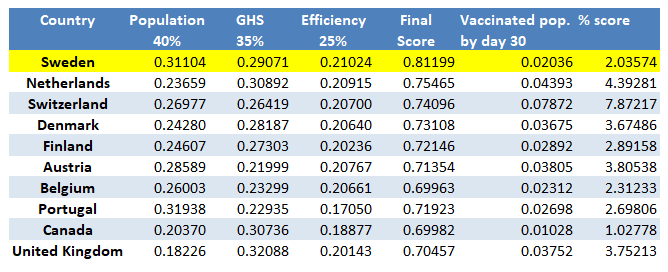 Country Population GHS Efficiency Final Vaccinated pop. % score
40% 35% 25% Score by day 30
Sweden 0.31104 0.29071 0.21024 0.81199 0.02036 2.03574
Netherlands 0.23659 0.30892 0.20915 0.75465 0.04393 4.39281
Switzerland 0.26977 0.26419 0.20700 0.74096 0.07872 7.87217
Denmark 0.24280 0.28187 0.20640 0.73108 0.03675 3.67486
Finland 0.24607 0.27303 0.20236 0.72146 0.02892 2.89158
Austria 0.28589 0.21999 0.20767 0.71354 0.03805 3.80538
Belgium 0.26003 0.23299 0.20661 0.69963 0.02312 2.31233
Portugal 0.31938 0.22935 0.17050 0.71923 0.02698 2.69806
Canada 0.20370 0.30736 0.18877 0.69982 0.01028 1.02778
United Kingdom 0.18226 0.32088 0.20143 0.70457 0.03752 3.75213